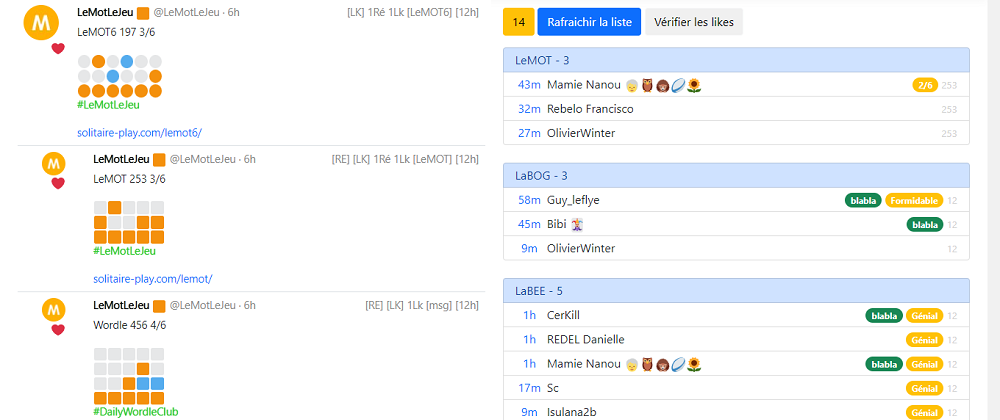 LeMotLeJeu @LeMotLeJeu · 6h [LK] 1Ré 1Lk [LeMOT6] [12h]
LeMOT6 197 3/6
#LeMotLeJeu
solitaire-play.com/lemot6/
LeMotLeJeu @LeMotLeJeu · 6h [RE] [LK] 1Ré 1Lk [LeMOT] [12h]
LeMOT 253 3/6
#LeMotLeJeu
solitaire-play.com/lemot/
LeMotLeJeu @LeMotLeJeu · 6h [RE] [LK] 1Lk [msg] [12h]
Wordle 456 4/6
#DailyWordleClub
14 Rafraichir la liste Vérifier les likes
LeMOT - 3
43m Mamie Nanou 2/6 253
32m Rebelo Francisco 253
27m OlivierWinter 253
LaBOG - 3
58m Guy_leflye blabla Formidable 12
45m Bibi blabla 12
9m OlivierWinter 12
LaBEE - 5
1h CerKill blabla Génial 12
1h REDEL Danielle Génial 12
1h Mamie Nanou blabla Génial 12
17m Sc Génial 12
9m Isulana2b Génial 12